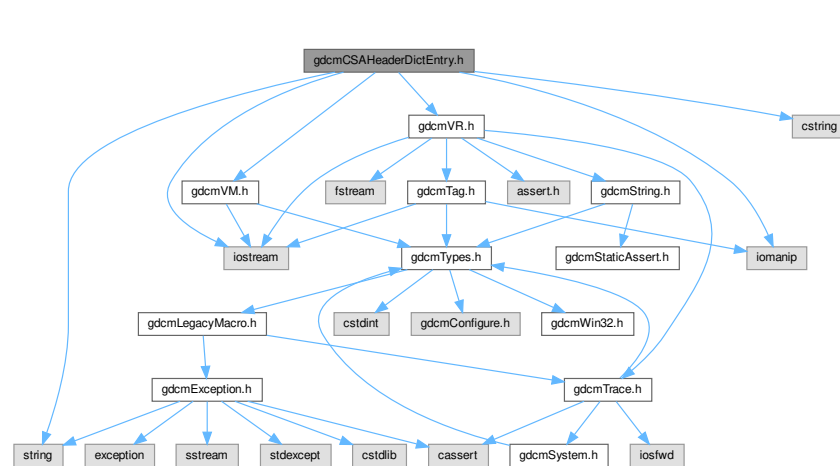 gdcmCSAHeaderDictEntry.h
gdcmVR.h
cstring
gdcmVM.h
fstream
gdcmTag.h
assert.h
gdcmString.h
iostream
gdcmTypes.h
gdcmStaticAssert.h
iomanip
gdcmLegacyMacro.h
cstdint
gdcmConfigure.h
gdcmWin32.h
gdcmException.h
gdcmTrace.h
string
exception
sstream
stdexcept
cstdlib
cassert
gdcmSystem.h
iosfwd